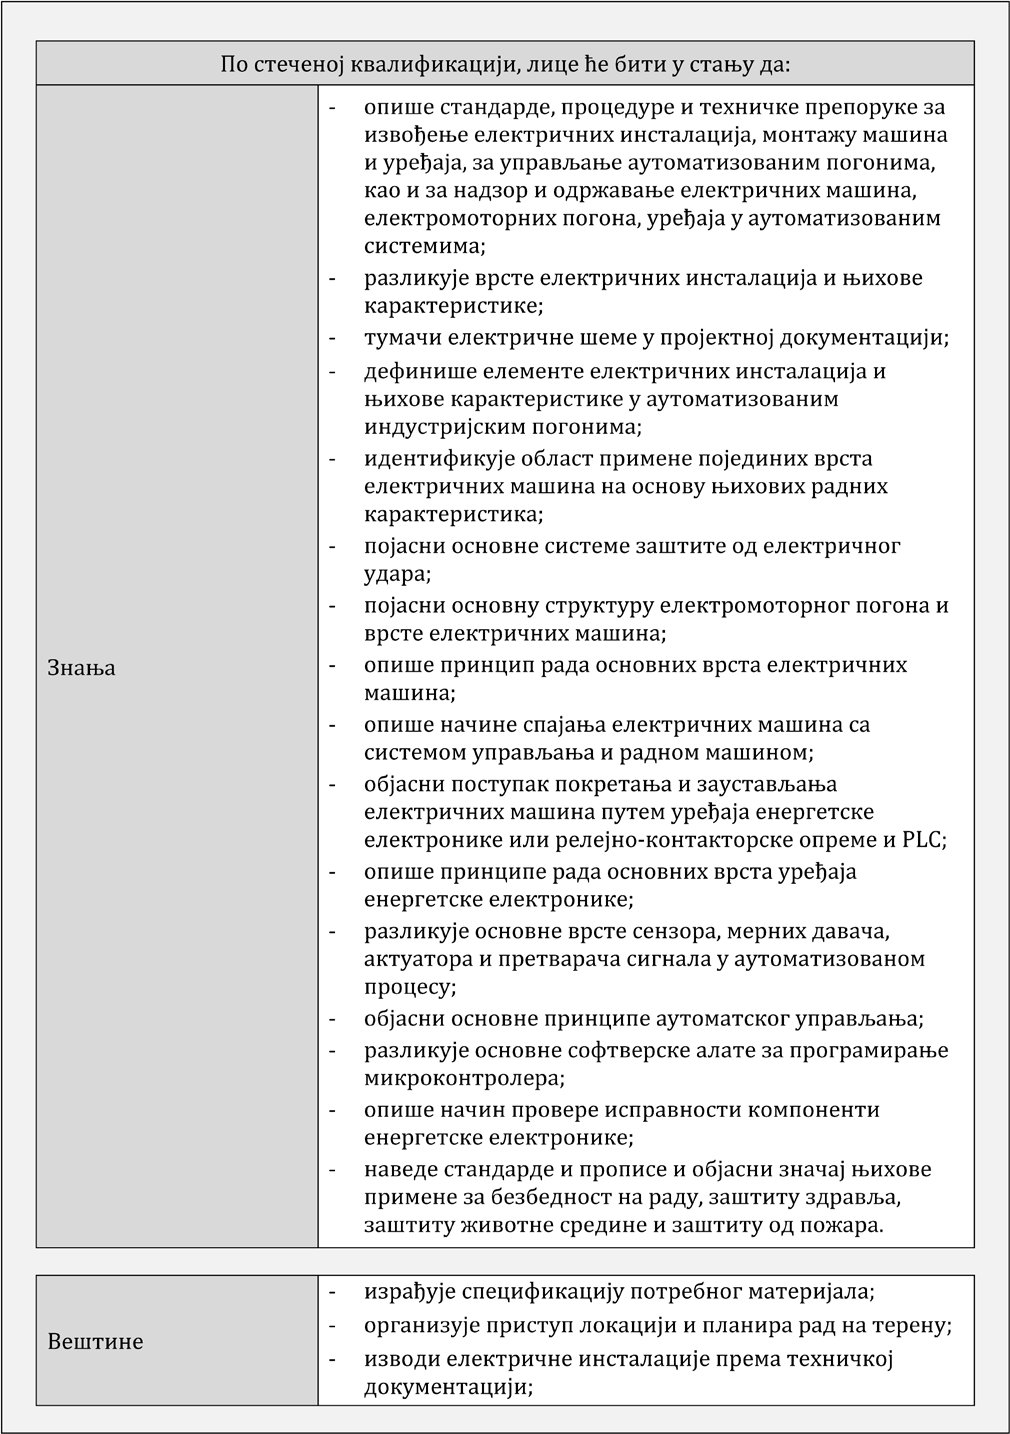 По стеченој квалификацији, лице ће бити у стању да:
Знања
- опише стандарде, процедуре и техничке препоруке за
извођење електричних инсталација, монтажу машина
и уређаја, за управљање аутоматизованим погонима,
као и за надзор и одржавање електричних машина,
електромоторних погона, уређаја у аутоматизованим
системима;
- разликује врсте електричних инсталација и њихове
карактеристике;
- тумачи електричне шеме у пројектној документацији;
- дефинише елементе електричних инсталација и
њихове карактеристике у аутоматизованим
индустријским погонима;
- идентификује област примене појединих врста
електричних машина на основу њихових радних
карактеристика;
- појасни основне системе заштите од електричног
удара;
- појасни основну структуру електромоторног погона и
врсте електричних машина;
- опише принцип рада основних врста електричних
машина;
- опише начине спајања електричних машина са
системом управљања и радном машином;
- објасни поступак покретања и заустављања
електричних машина путем уређаја енергетске
електронике или релејно-контакторске опреме и PLC;
- опише принципе рада основних врста уређаја
енергетске електронике;
- разликује основне врсте сензора, мерних давача,
актуатора и претварача сигнала у аутоматизованом
процесу;
- објасни основне принципе аутоматског управљања;
- разликује основне софтверске алате за програмирање
микроконтролера;
- опише начин провере исправности компоненти
енергетске електронике;
- наведе стандарде и прописе и објасни значај њихове
примене за безбедност на раду, заштиту здравља,
заштиту животне средине и заштиту од пожара.
Вештине
- израђује спецификацију потребног материјала;
- организује приступ локацији и планира рад на терену;
- изводи електричне инсталације према техничкој
документацији;